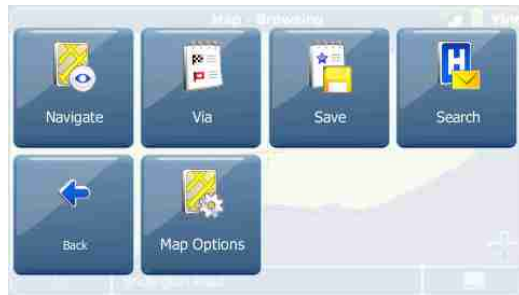 Map - Browsing
Navigate
Via
Save
Search
Back
Map Options